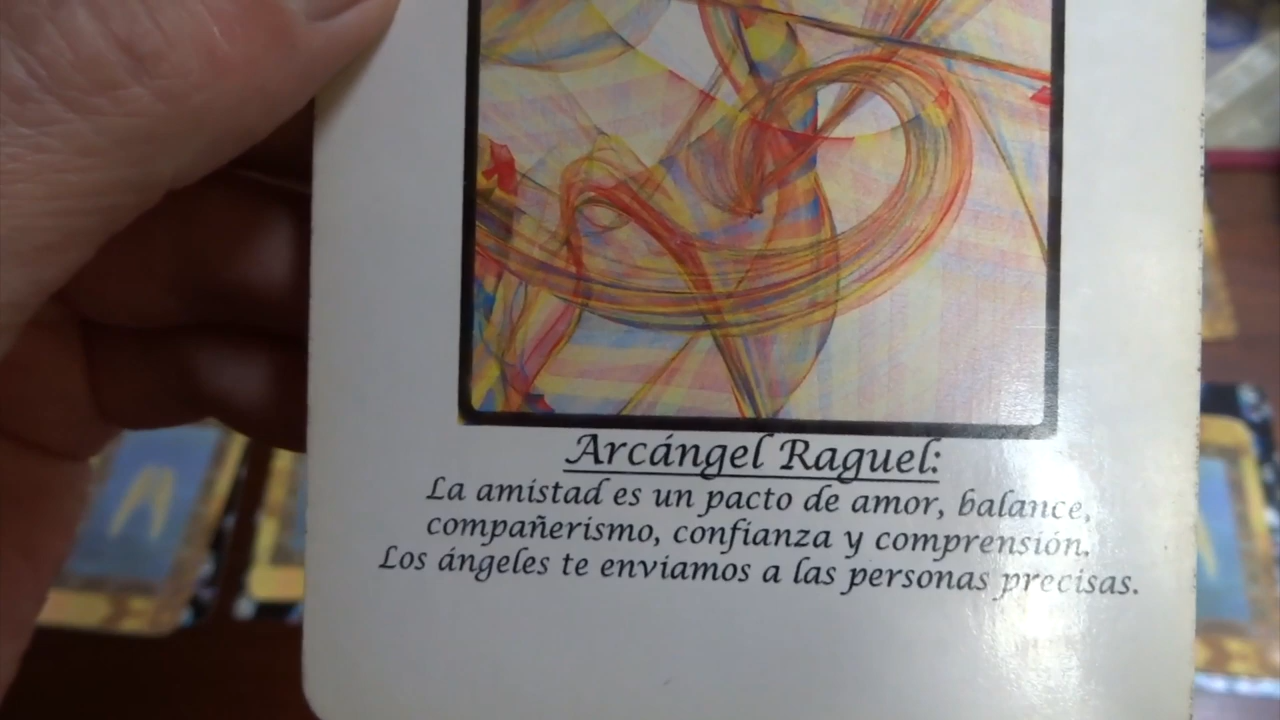 Arcángel Raguel:
La amistad es un pacto de amor, balance,
compañerismo, confianza y comprensión.
Los ángeles te enviamos a las personas precisas.